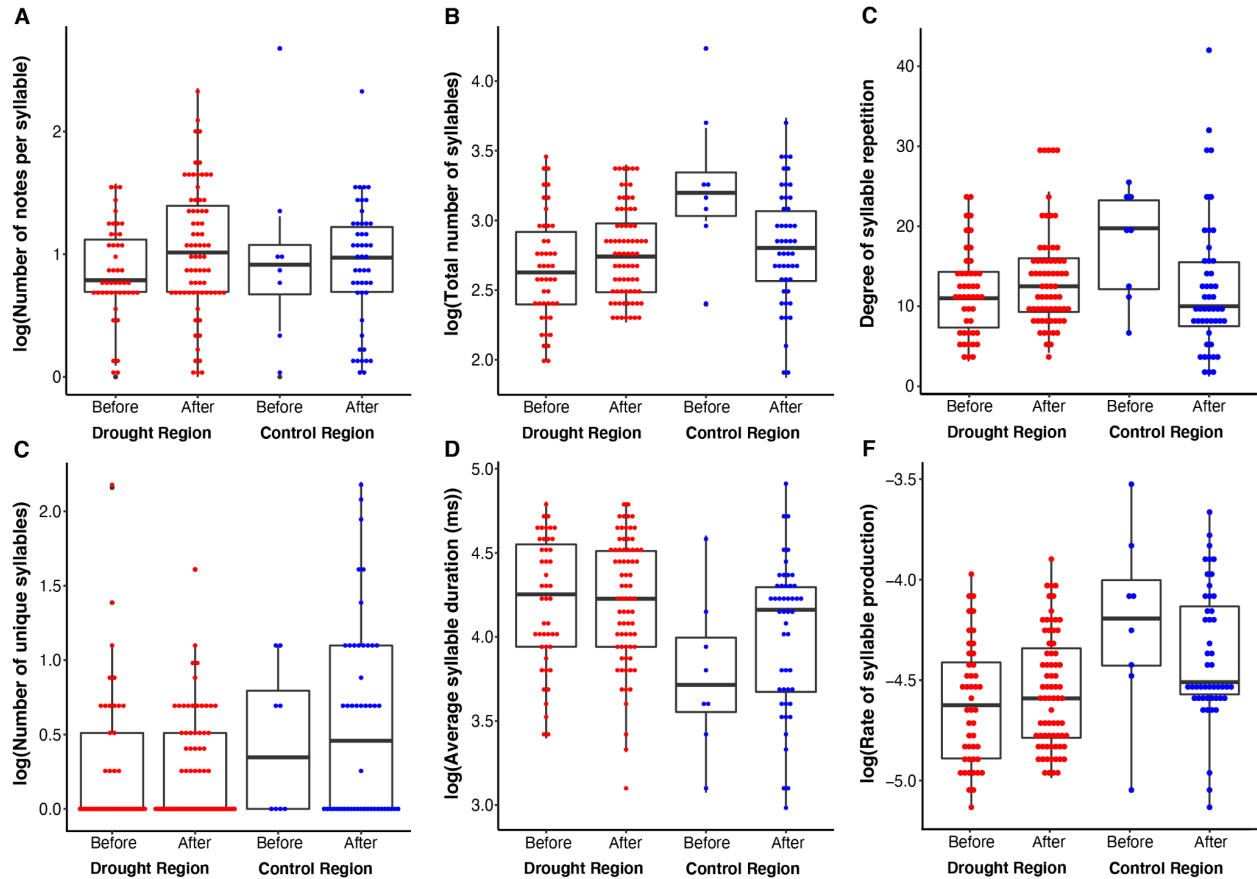 A
log(Number of notes per syllable)
2
1
0
Before After Before After
Drought Region Control Region
B
log(Total number of syllables)
4.0
3.5
3.0
2.5
2.0
Before After Before After
Drought Region Control Region
C
Degree of syllable repetition
40
30
20
10
0
Before After Before After
Drought Region Control Region
C
log(Number of unique syllables)
2.0
1.5
1.0
0.5
0.0
Before After Before After
Drought Region Control Region
D
log(Average syllable duration (ms))
5.0
4.5
4.0
3.5
3.0
Before After Before After
Drought Region Control Region
F
log(Rate of syllable production)
−3.5
−4.0
−4.5
−5.0
Before After Before After
Drought Region Control Region